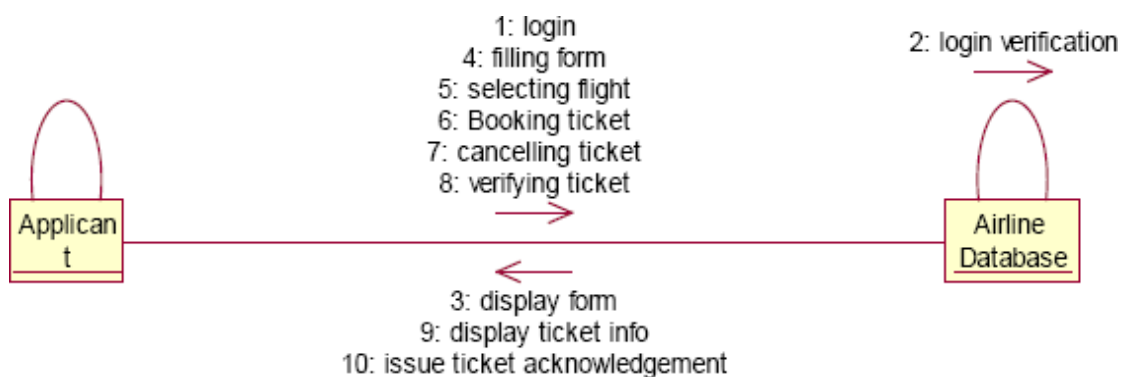 1: login
4: filling form
5: selecting flight
6: Booking ticket
7: cancelling ticket
8: verifying ticket
2: login verification
Applican
t
Airline
Database
3: display form
9: display ticket info
10: issue ticket acknowledgement